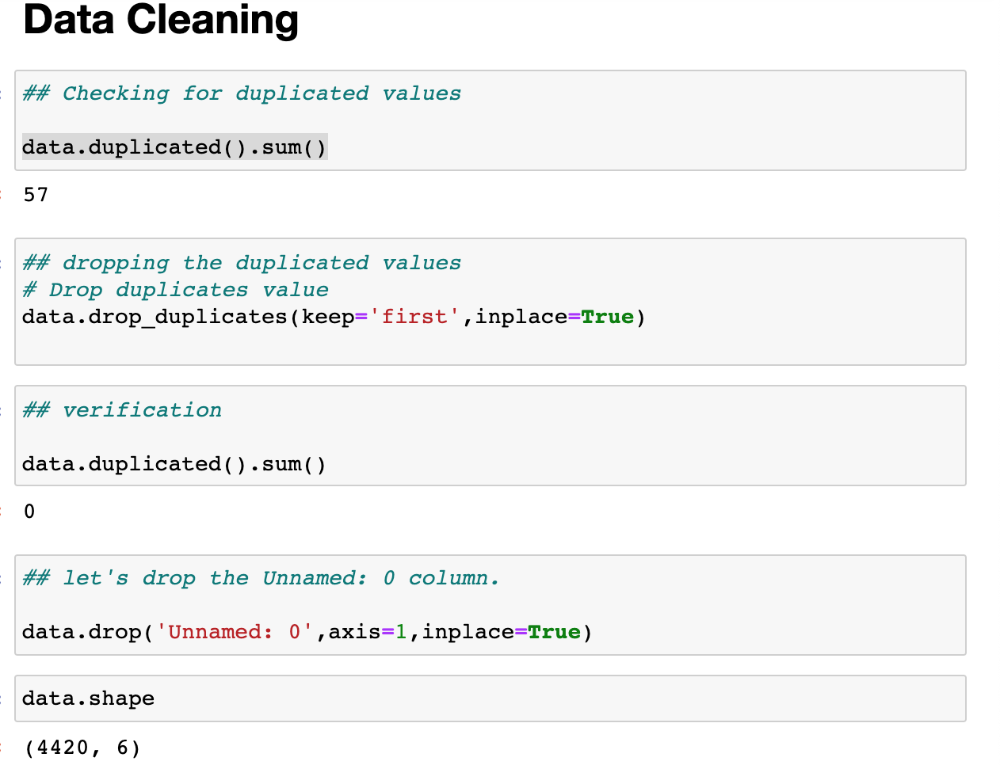 Data Cleaning
## Checking for duplicated values
data.duplicated().sum()
57
## dropping the duplicated values
# Drop duplicates value
data.drop_duplicates(keep='first',inplace=True)
## verification
data.duplicated().sum()
0
## let's drop the Unnamed: 0 column.
data.drop('Unnamed: 0',axis=1,inplace=True)
data.shape
(4420, 6)